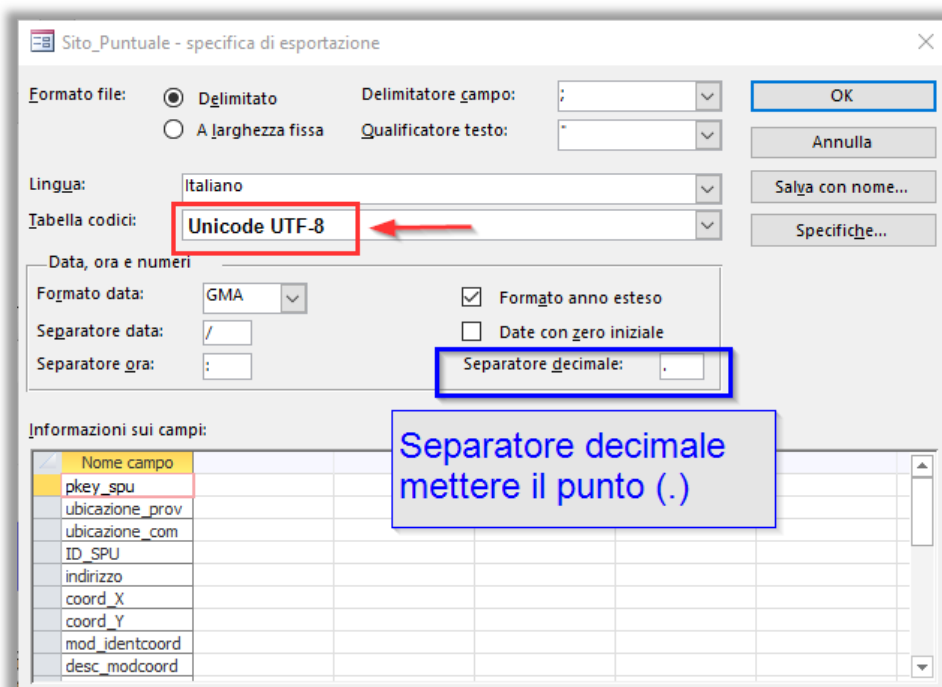 Sito_Puntuale - specifica di esportazione
Formato file:
Delimitato
A larghezza fissa
Delimitatore campo: ;
Qualificatore testo: "
OK
Annulla
Salva con nome...
Specifiche...
Lingua: Italiano
Tabella codici: Unicode UTF-8
Data, ora e numeri
Formato data: GMA
Separatore data: /
Separatore ora: :
Formato anno esteso
Date con zero iniziale
Separatore decimale: .
Separatore decimale
mettere il punto (.)
Informazioni sui campi:
Nome campo
pkey_spu
ubicazione_prov
ubicazione_com
ID_SPU
indirizzo
coord_X
coord_Y
mod_identcoord
desc_modcoord